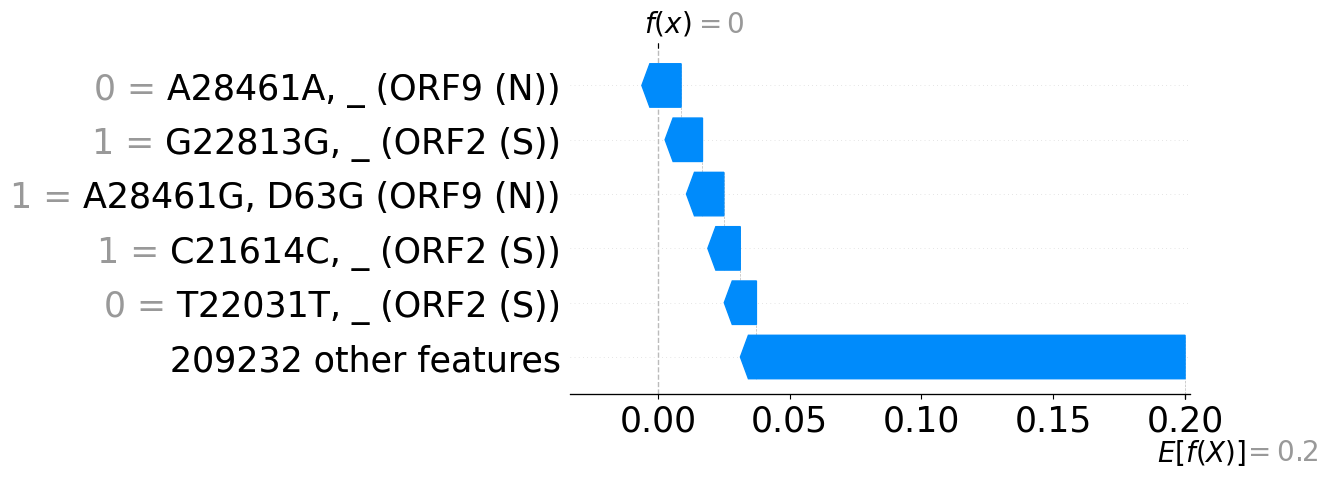 f(x) = 0
0 = A28461A, _ (ORF9 (N))
1 = G22813G, _ (ORF2 (S))
1 = A28461G, D63G (ORF9 (N))
1 = C21614C, _ (ORF2 (S))
0 = T22031T, _ (ORF2 (S))
209232 other features
0.00 0.05 0.10 0.15 0.20
E[f(X)] = 0.2